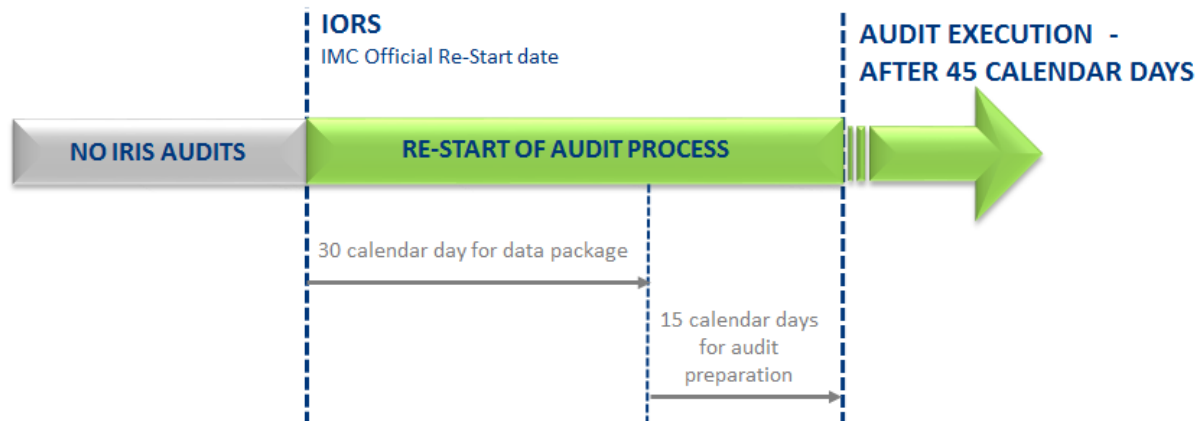 IORS
IMC Official Re-Start date
AUDIT EXECUTION -
AFTER 45 CALENDAR DAYS
NO IRIS AUDITS
RE-START OF AUDIT PROCESS
30 calendar day for data package
15 calendar days
for audit
preparation